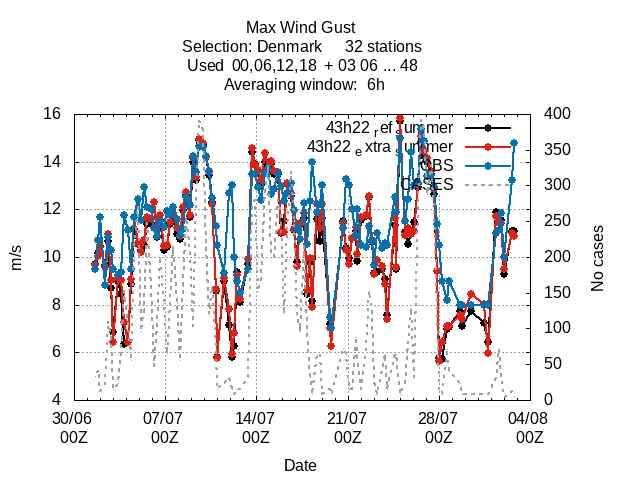 Max Wind Gust
Selection: Denmark 32 stations
Used 00,06,12,18 + 03 06 ... 48
Averaging window: 6h
43h22_ref_summer
43h22_extra_summer
OBS
CASES
16
14
12
10
8
6
4
m/s
400
350
300
250
200
150
100
50
0
No cases
30/06 07/07 14/07 21/07 28/07 04/08
00Z 00Z 00Z 00Z 00Z 00Z
Date